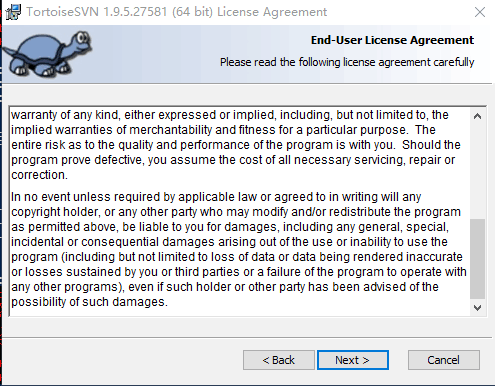 TortoiseSVN 1.9.5.27581 (64 bit) License Agreement
End-User License Agreement
Please read the following license agreement carefully
warranty of any kind, either expressed or implied, including, but not limited to, the
implied warranties of merchantability and fitness for a particular purpose.  The
entire risk as to the quality and performance of the program is with you.  Should the
program prove defective, you assume the cost of all necessary servicing, repair or
correction.
In no event unless required by applicable law or agreed to in writing will any
copyright holder, or any other party who may modify and/or redistribute the program
as permitted above, be liable to you for damages, including any general, special,
incidental or consequential damages arising out of the use or inability to use the
program (including but not limited to loss of data or data being rendered inaccurate
or losses sustained by you or third parties or a failure of the program to operate with
any other programs), even if such holder or other party has been advised of the
possibility of such damages.
< Back
Next >
Cancel